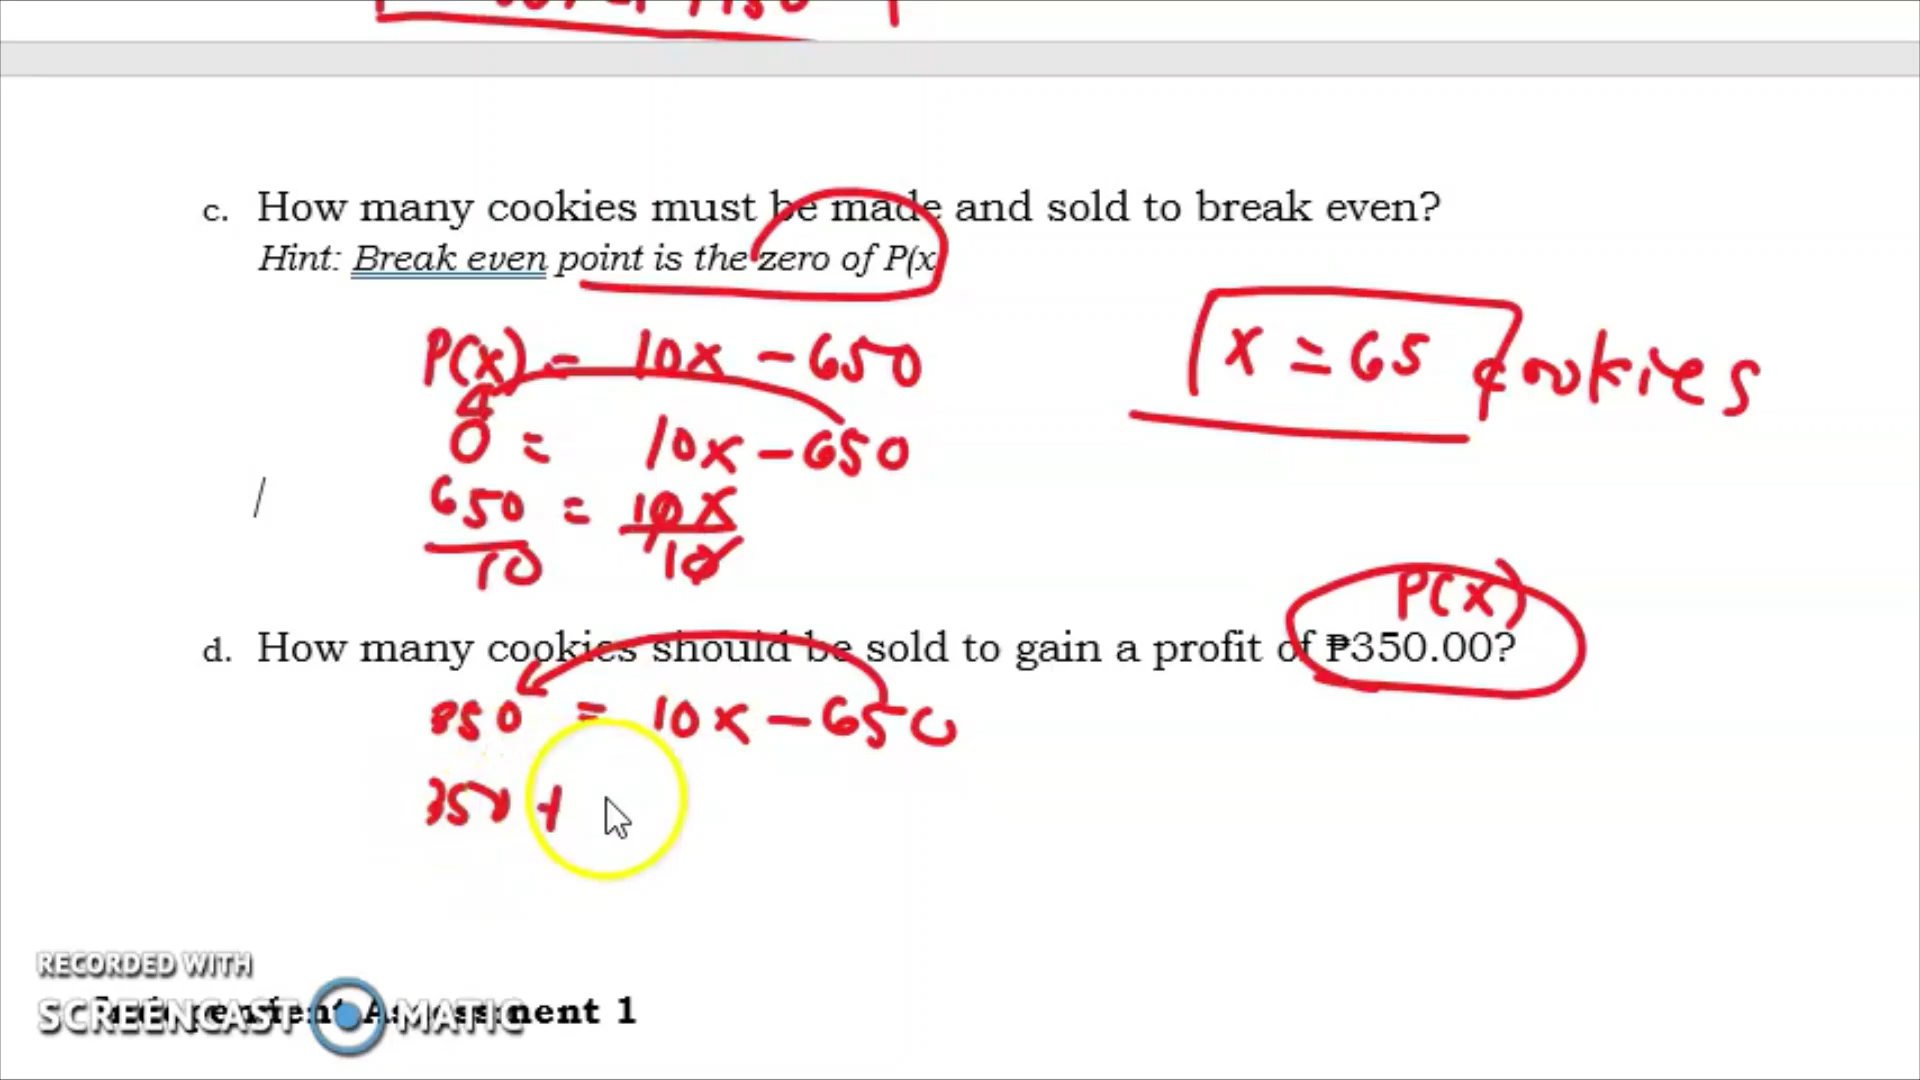 c. How many cookies must be made and sold to break even?
Hint: Break even point is the zero of P(x
P(x) = 10x - 650
x = 65 cookies
0 = 10x - 650
650 = 10x
10 10
P(x)
d. How many cookies should be sold to gain a profit of ₱350.00?
350 = 10x - 650
350 +
RECORDED WITH
SCREENCAST MATIC
Assessment 1